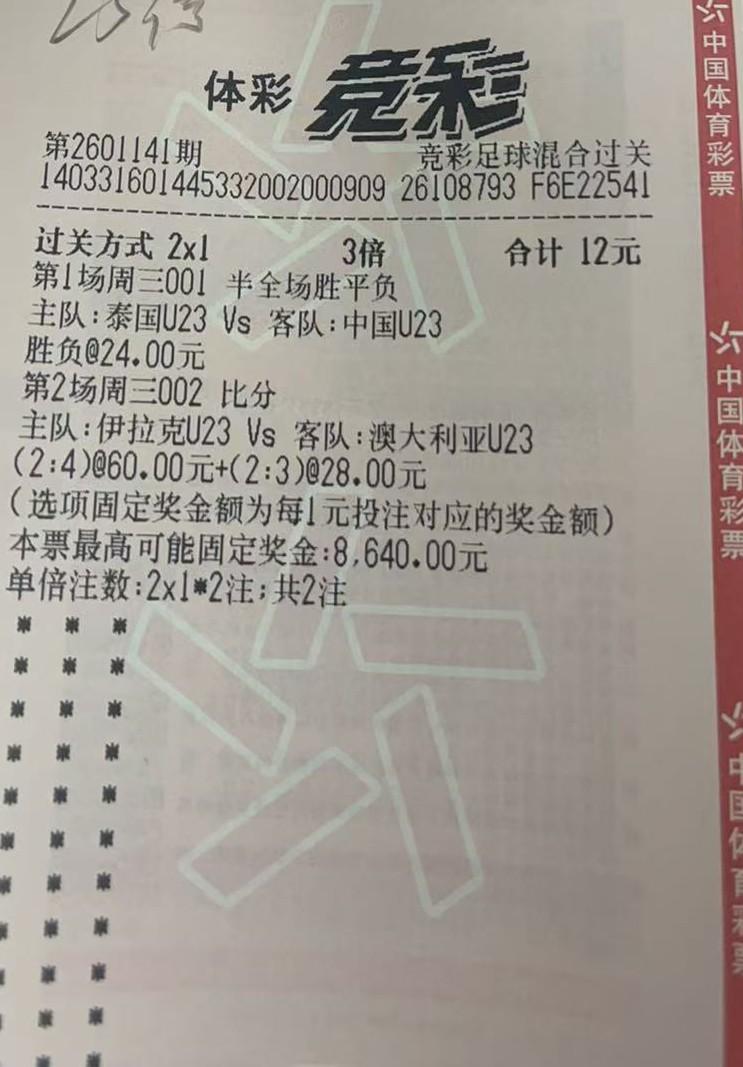 体彩 竞彩
第2601141期 竞彩足球混合过关
140331601445332002000909 26108793 F6E22541
过关方式 2x1 3倍 合计 12元
第1场周三001 半全场胜平负
主队:泰国U23 Vs 客队:中国U23
胜负@24.00元
第2场周三002 比分
主队:伊拉克U23 Vs 客队:澳大利亚U23
(2:4)@60.00元+(2:3)@28.00元
(选项固定奖金额为每1元投注对应的奖金额)
本票最高可能固定奖金:8,640.00元
单倍注数:2x1*2注;共2注
中国体育彩票
中国体育彩票
中国体育彩票